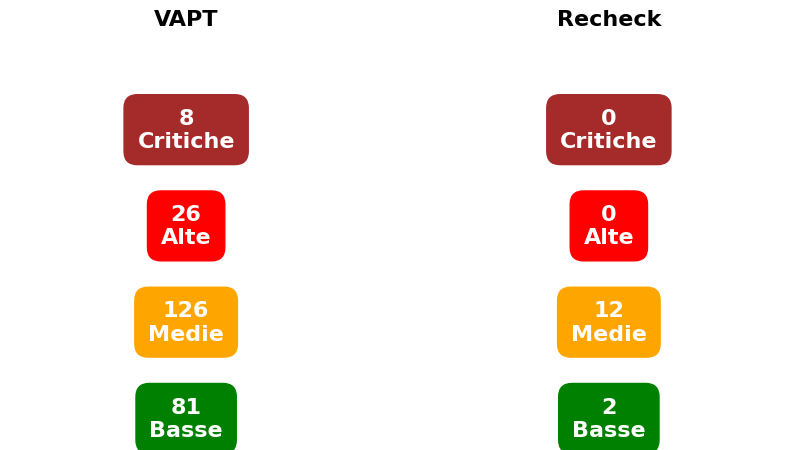 VAPT
8
Critiche
26
Alte
126
Medie
81
Basse
Recheck
0
Critiche
0
Alte
12
Medie
2
Basse